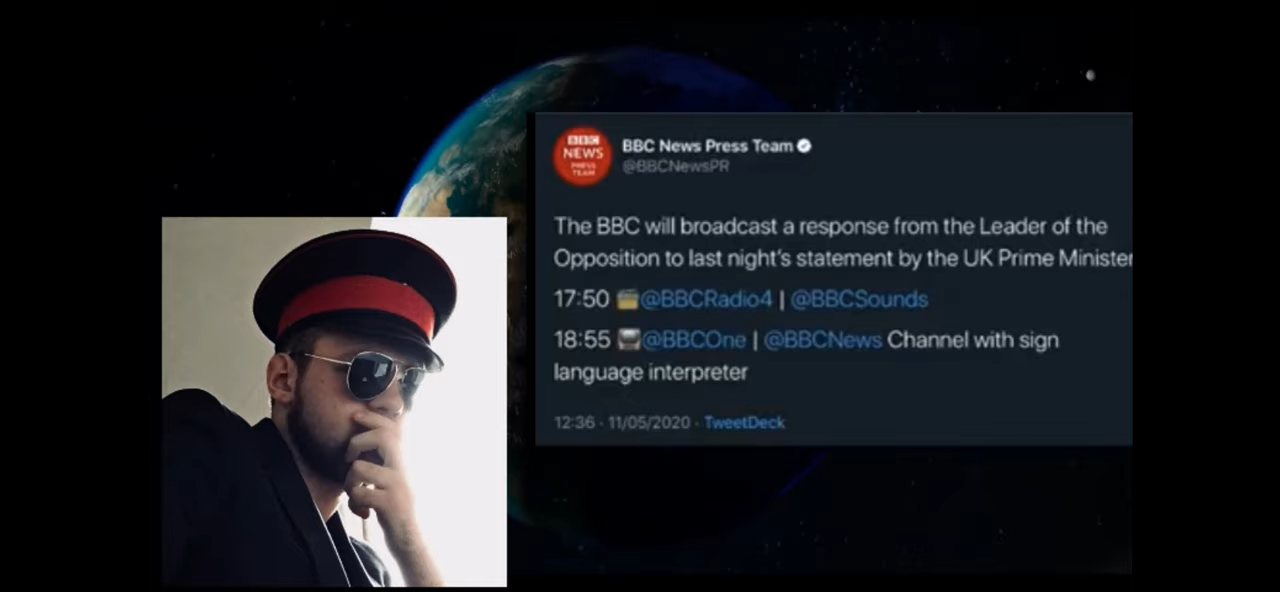 BBC
NEWS
PRESS
TEAM
BBC News Press Team
@BBCNewsPR
The BBC will broadcast a response from the Leader of the
Opposition to last night's statement by the UK Prime Minister
17:50 @BBCRadio4 | @BBCSounds
18:55 @BBCOne | @BBCNews Channel with sign
language interpreter
12:36 · 11/05/2020 · TweetDeck